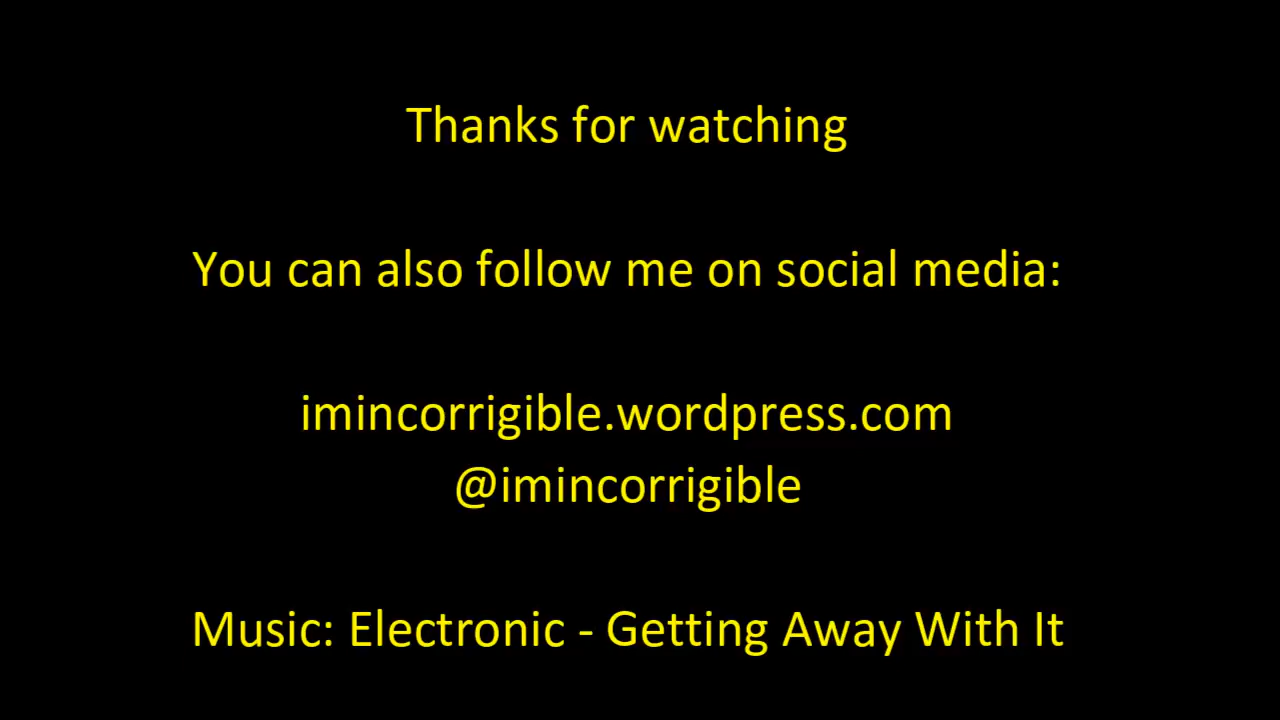 Thanks for watching
You can also follow me on social media:
imincorrigible.wordpress.com
@imincorrigible
Music: Electronic - Getting Away With It